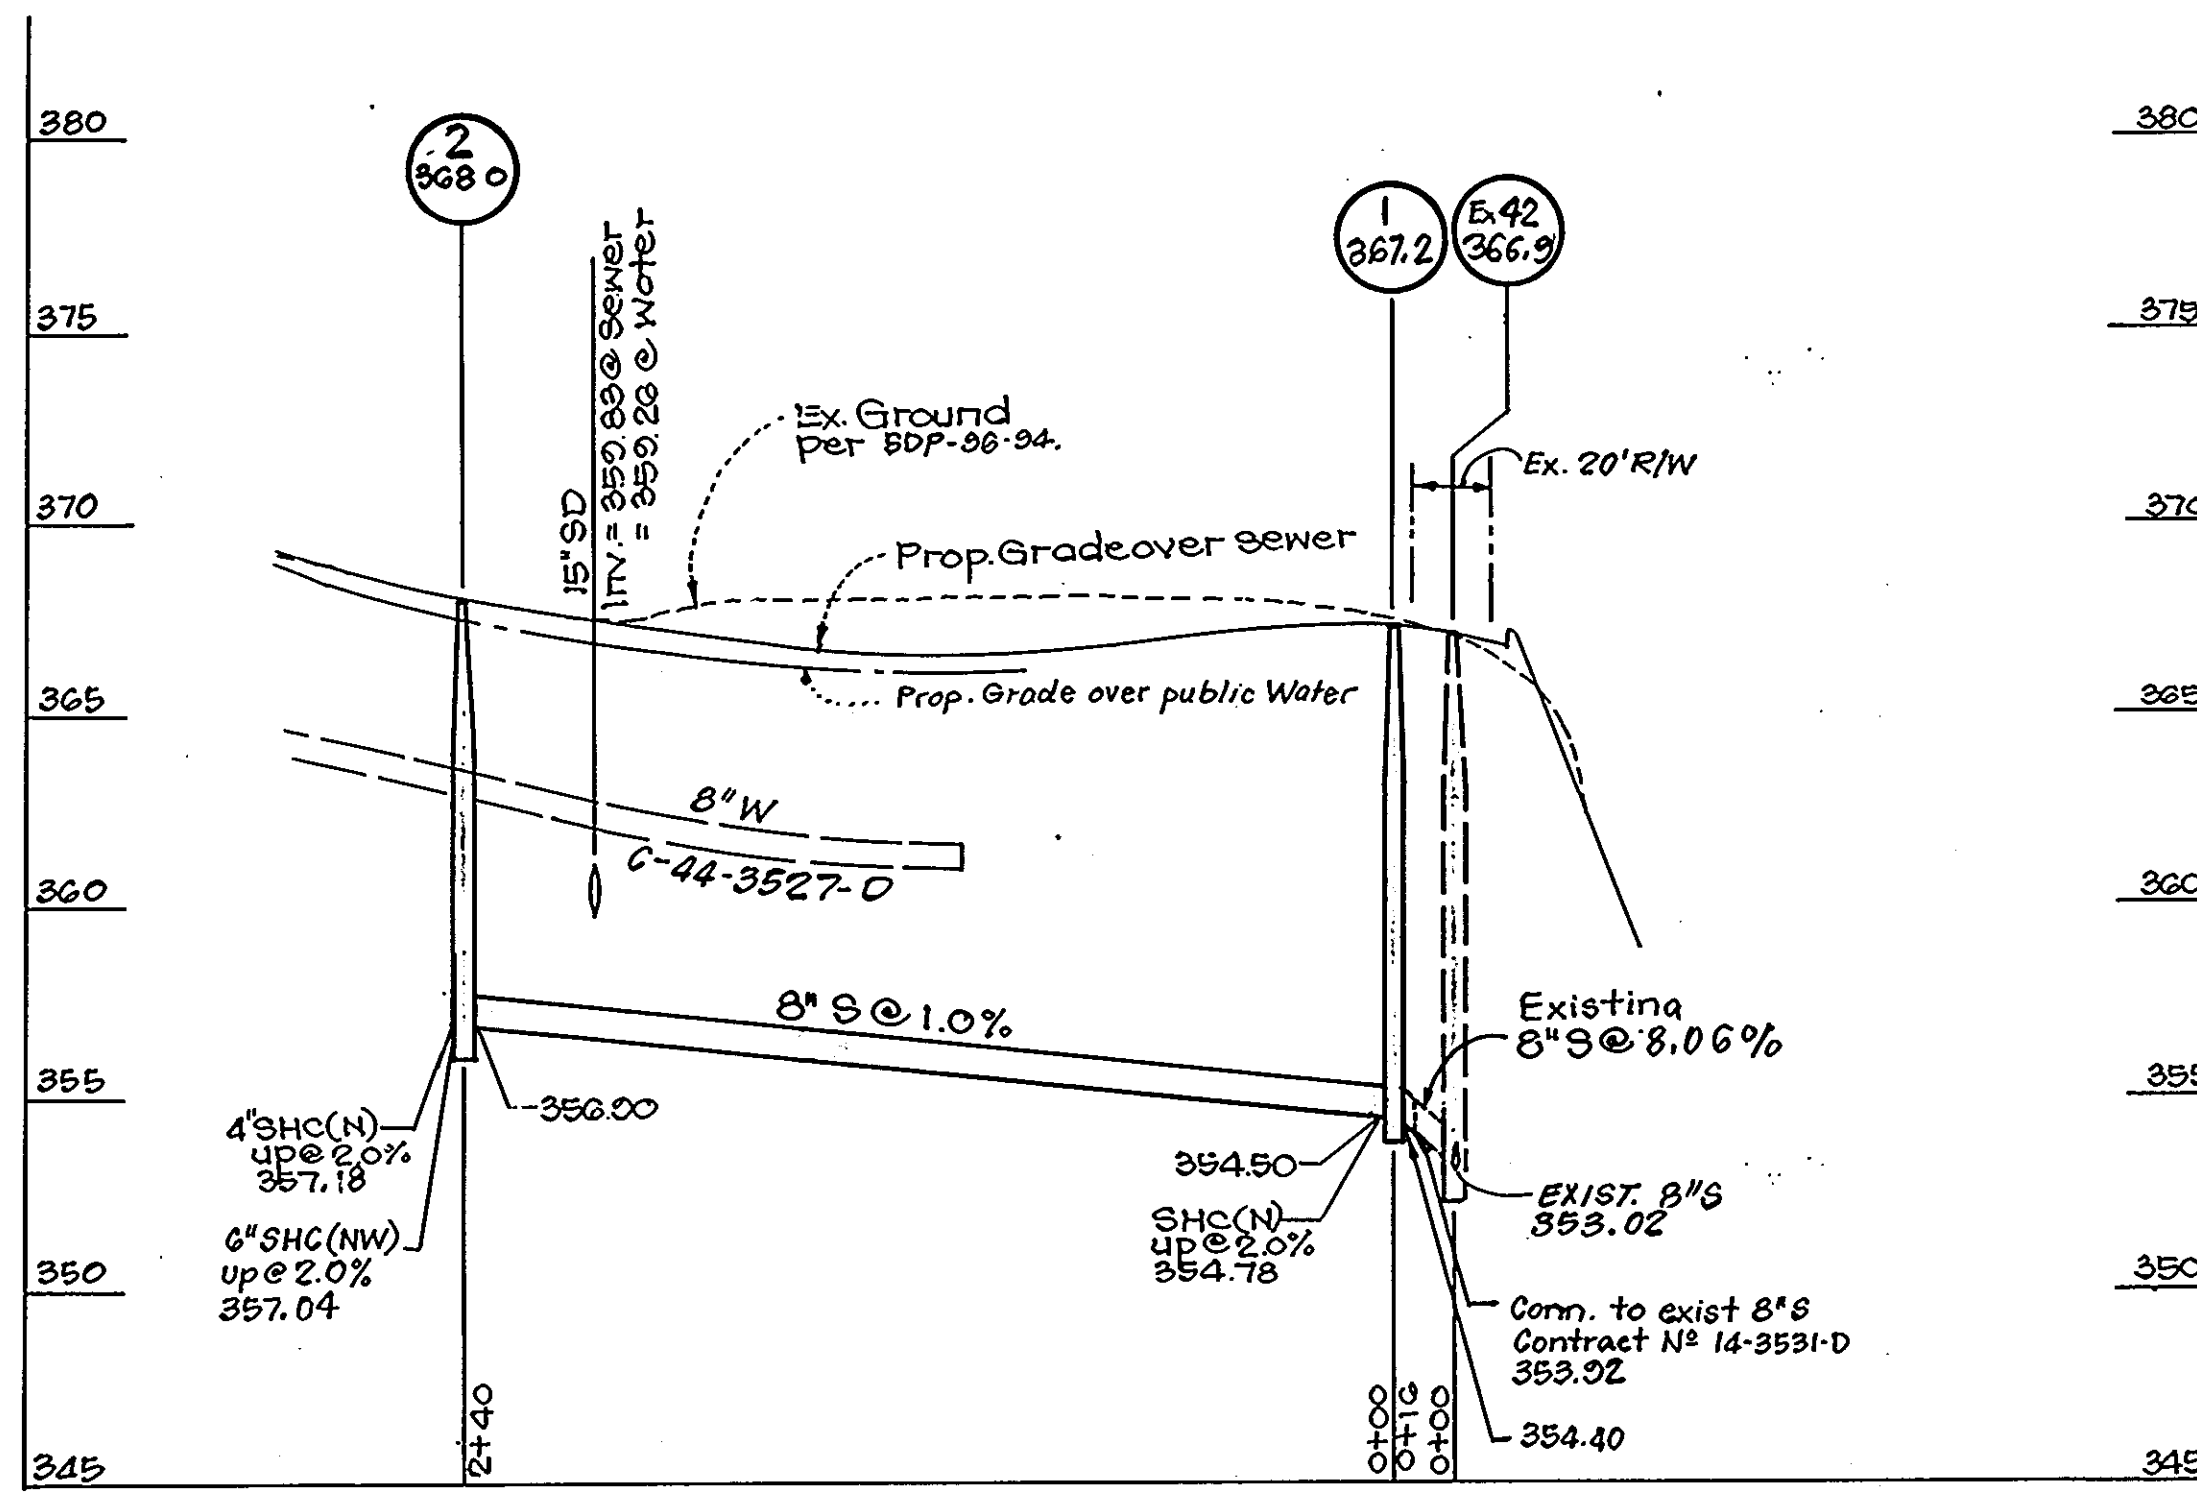 380
375
370
365
360
355
350
345
2
368 0
15" SD
Inv. = 359.83 @ Sewer
= 359.26 @ Water
Ex. Ground
per SDP-96-94.
Prop. Grade over sewer
Prop. Grade over public Water
1
367.2
Ex 42
366.9
Ex. 20' R/W
8" W
C-44-3527-D
8" S @ 1.0%
356.90
4" SHC (N)
up @ 2.0%
357.18
6" SHC (NW)
up @ 2.0%
357.04
354.50
SHC (N)
up @ 2.0%
354.78
Existing
8" S @ 8.06%
EXIST. 8" S
353.02
Conn. to exist 8" S
Contract Nº 14-3531-D
353.92
354.40
2+40
0+00
0+16
0+00
380
375
370
365
360
355
350
345